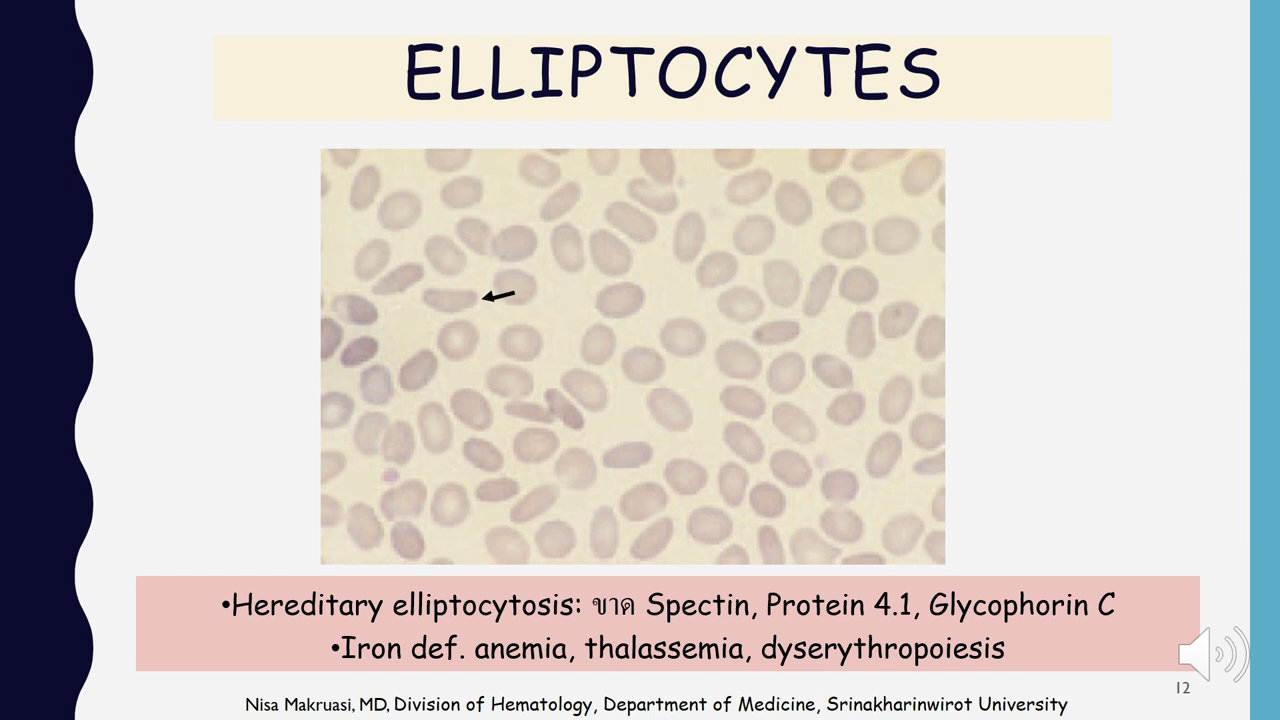 ELLIPTOCYTES
•Hereditary elliptocytosis: ขาด Spectin, Protein 4.1, Glycophorin C
•Iron def. anemia, thalassemia, dyserythropoiesis
12
Nisa Makruasi, MD, Division of Hematology, Department of Medicine, Srinakharinwirot University